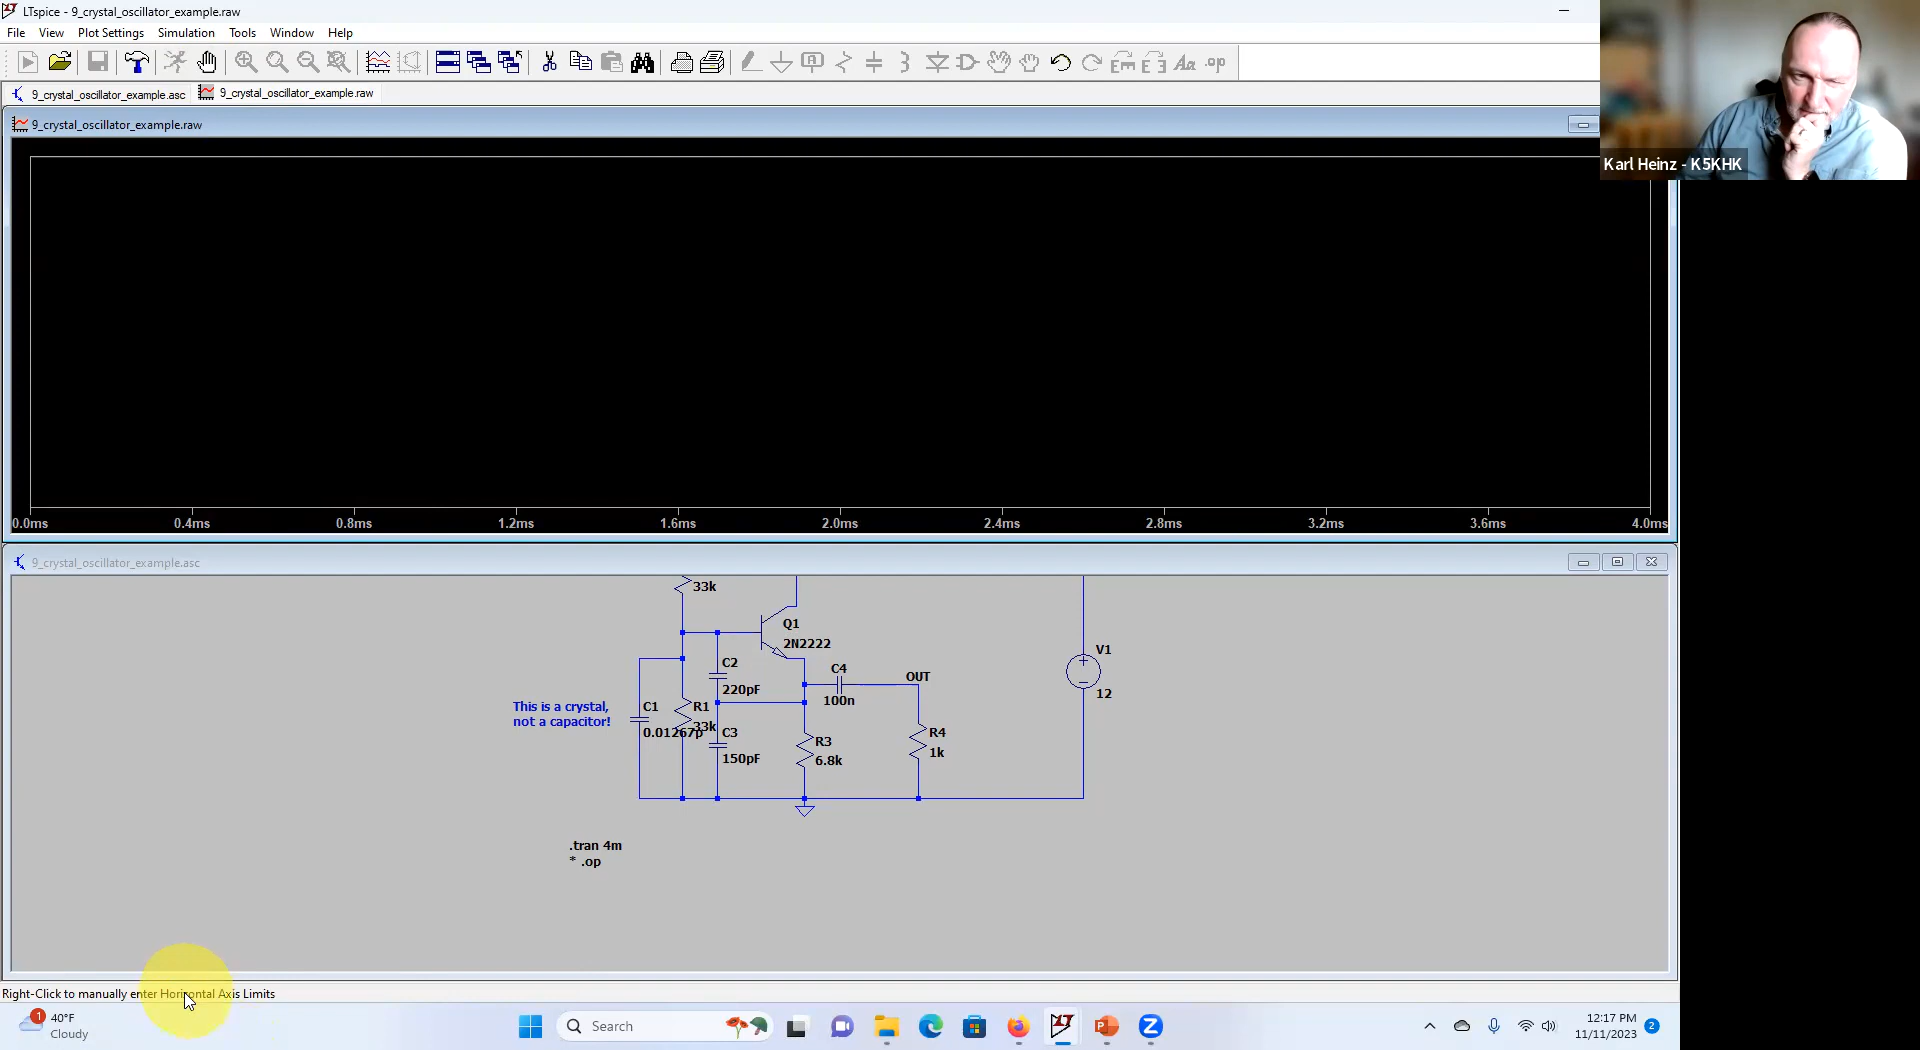 LTspice - 9_crystal_oscillator_example.raw
File View Plot Settings Simulation Tools Window Help
9_crystal_oscillator_example.asc 9_crystal_oscillator_example.raw
9_crystal_oscillator_example.raw
Karl Heinz - K5KHK
0.0ms 0.4ms 0.8ms 1.2ms 1.6ms 2.0ms 2.4ms 2.8ms 3.2ms 3.6ms 4.0ms
9_crystal_oscillator_example.asc
33k
Q1
2N2222
V1
12
C2
220pF
C4
100n
OUT
This is a crystal,
not a capacitor!
C1
0.01267p
R1
33k
C3
150pF
R3
6.8k
R4
1k
.tran 4m
* .op
Right-Click to manually enter Horizontal Axis Limits
1
40°F
Cloudy
Search
12:17 PM
11/11/2023
2